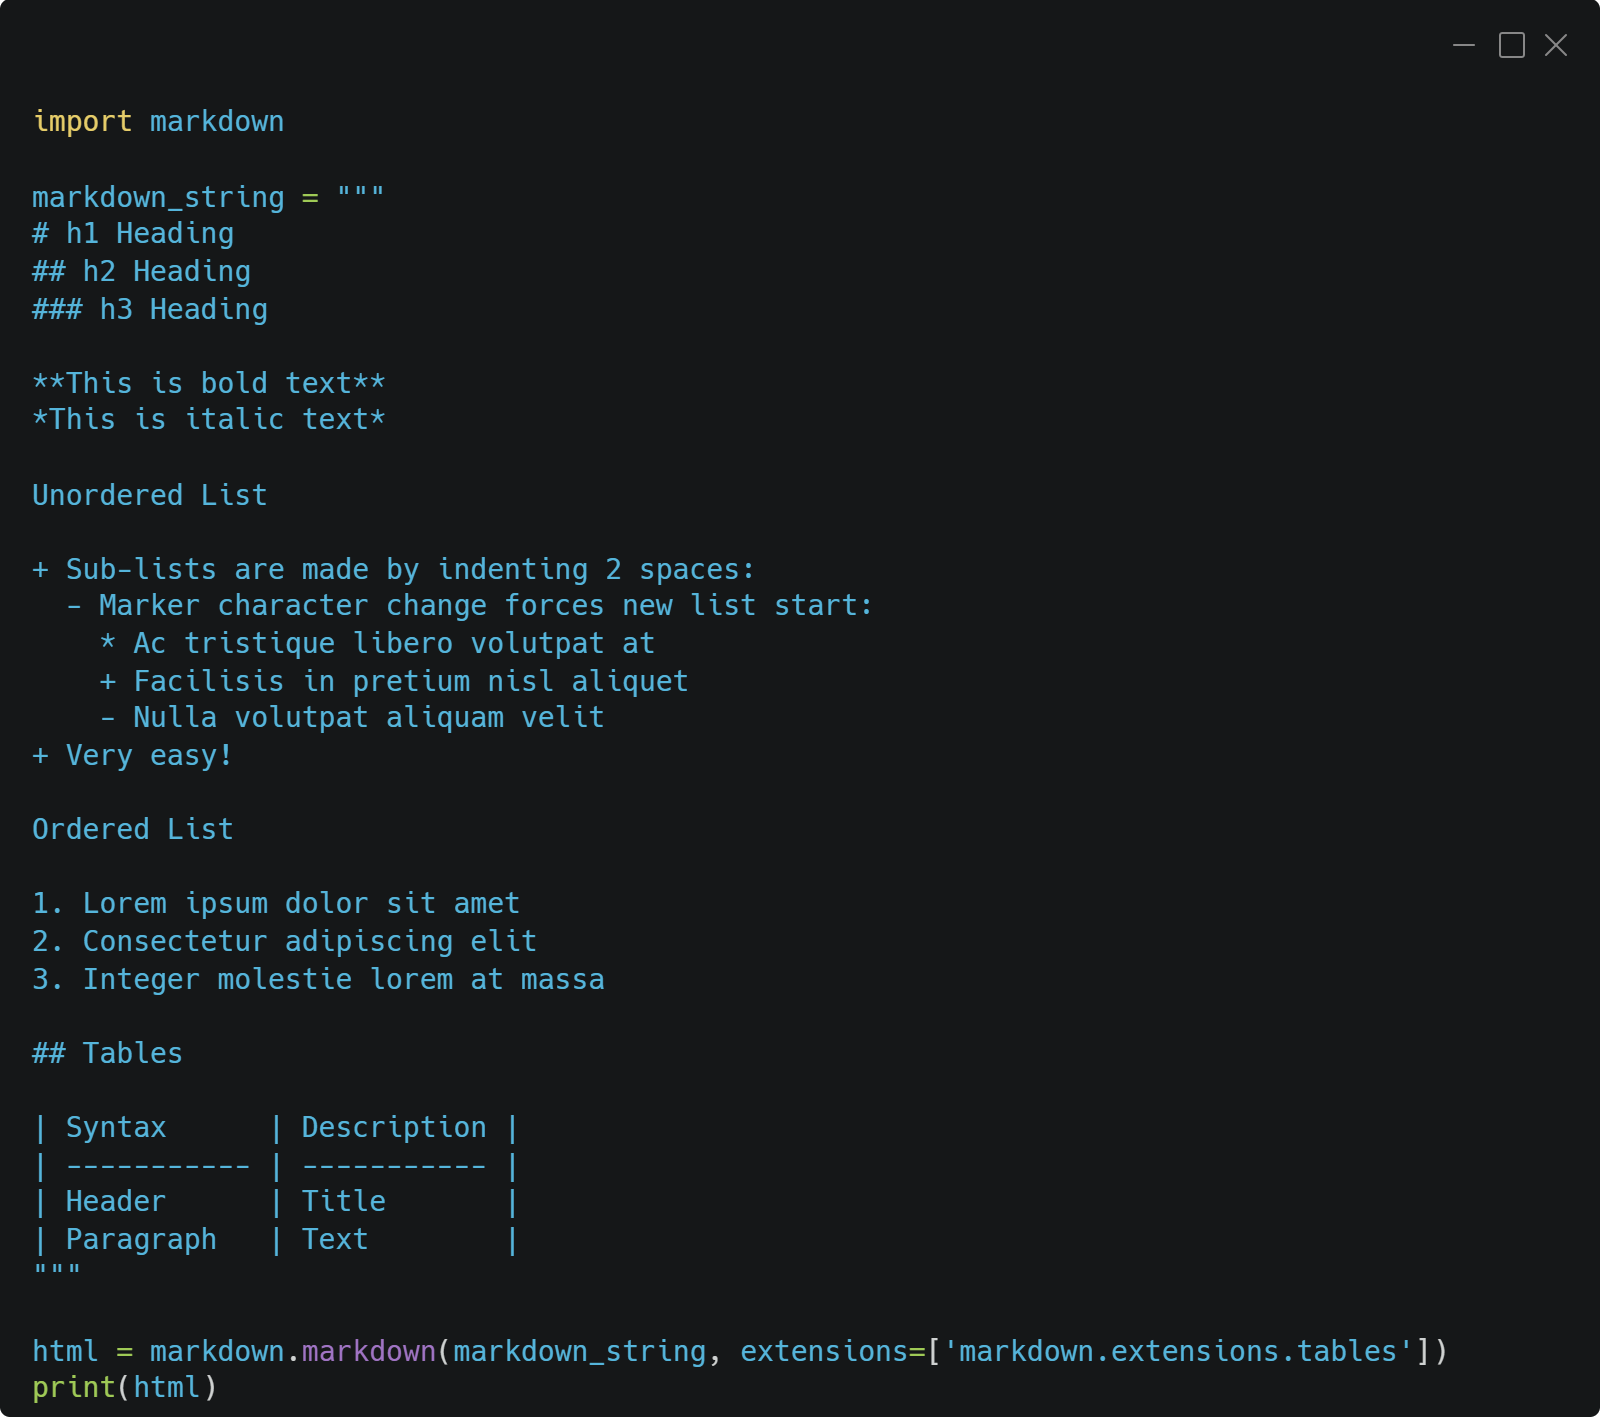 import markdown

markdown_string = """
# h1 Heading
## h2 Heading
### h3 Heading

**This is bold text**
*This is italic text*

Unordered List

+ Sub-lists are made by indenting 2 spaces:
  - Marker character change forces new list start:
    * Ac tristique libero volutpat at
    + Facilisis in pretium nisl aliquet
    - Nulla volutpat aliquam velit
+ Very easy!

Ordered List

1. Lorem ipsum dolor sit amet
2. Consectetur adipiscing elit
3. Integer molestie lorem at massa

## Tables

| Syntax      | Description |
| ----------- | ----------- |
| Header      | Title       |
| Paragraph   | Text        |
"""

html = markdown.markdown(markdown_string, extensions=['markdown.extensions.tables'])
print(html)